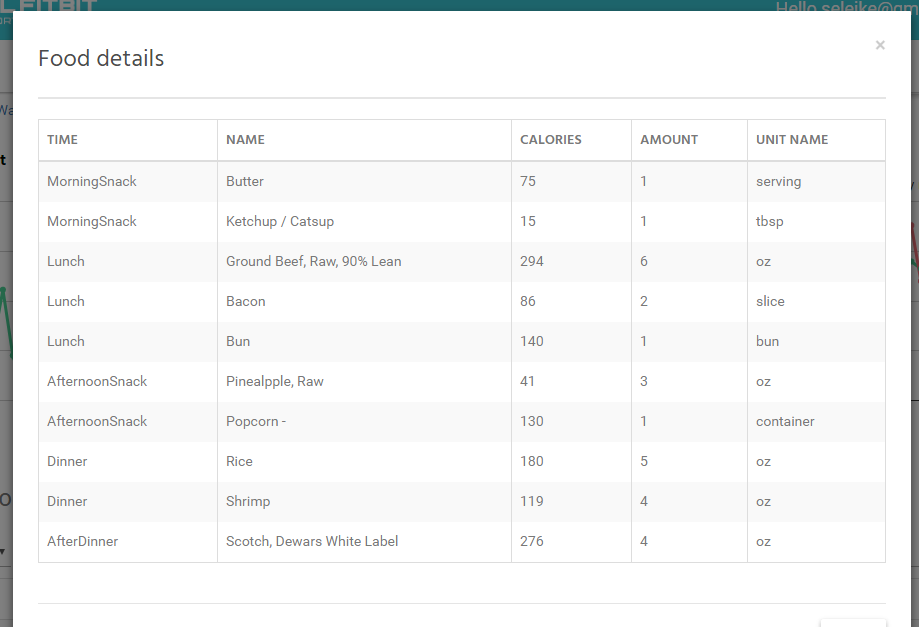 FITBIT
Hello
Food details
×
TIME NAME CALORIES AMOUNT UNIT NAME
MorningSnack Butter 75 1 serving
MorningSnack Ketchup / Catsup 15 1 tbsp
Lunch Ground Beef, Raw, 90% Lean 294 6 oz
Lunch Bacon 86 2 slice
Lunch Bun 140 1 bun
AfternoonSnack Pinealpple, Raw 41 3 oz
AfternoonSnack Popcorn - 130 1 container
Dinner Rice 180 5 oz
Dinner Shrimp 119 4 oz
AfterDinner Scotch, Dewars White Label 276 4 oz